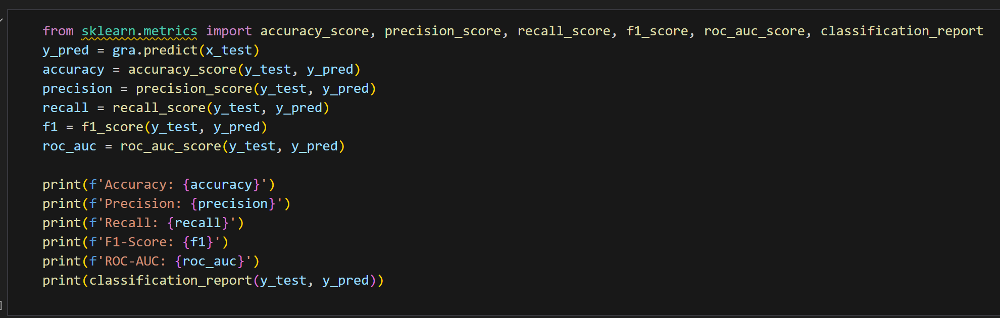 from sklearn.metrics import accuracy_score, precision_score, recall_score, f1_score, roc_auc_score, classification_report
y_pred = gra.predict(x_test)
accuracy = accuracy_score(y_test, y_pred)
precision = precision_score(y_test, y_pred)
recall = recall_score(y_test, y_pred)
f1 = f1_score(y_test, y_pred)
roc_auc = roc_auc_score(y_test, y_pred)

print(f'Accuracy: {accuracy}')
print(f'Precision: {precision}')
print(f'Recall: {recall}')
print(f'F1-Score: {f1}')
print(f'ROC-AUC: {roc_auc}')
print(classification_report(y_test, y_pred))
]